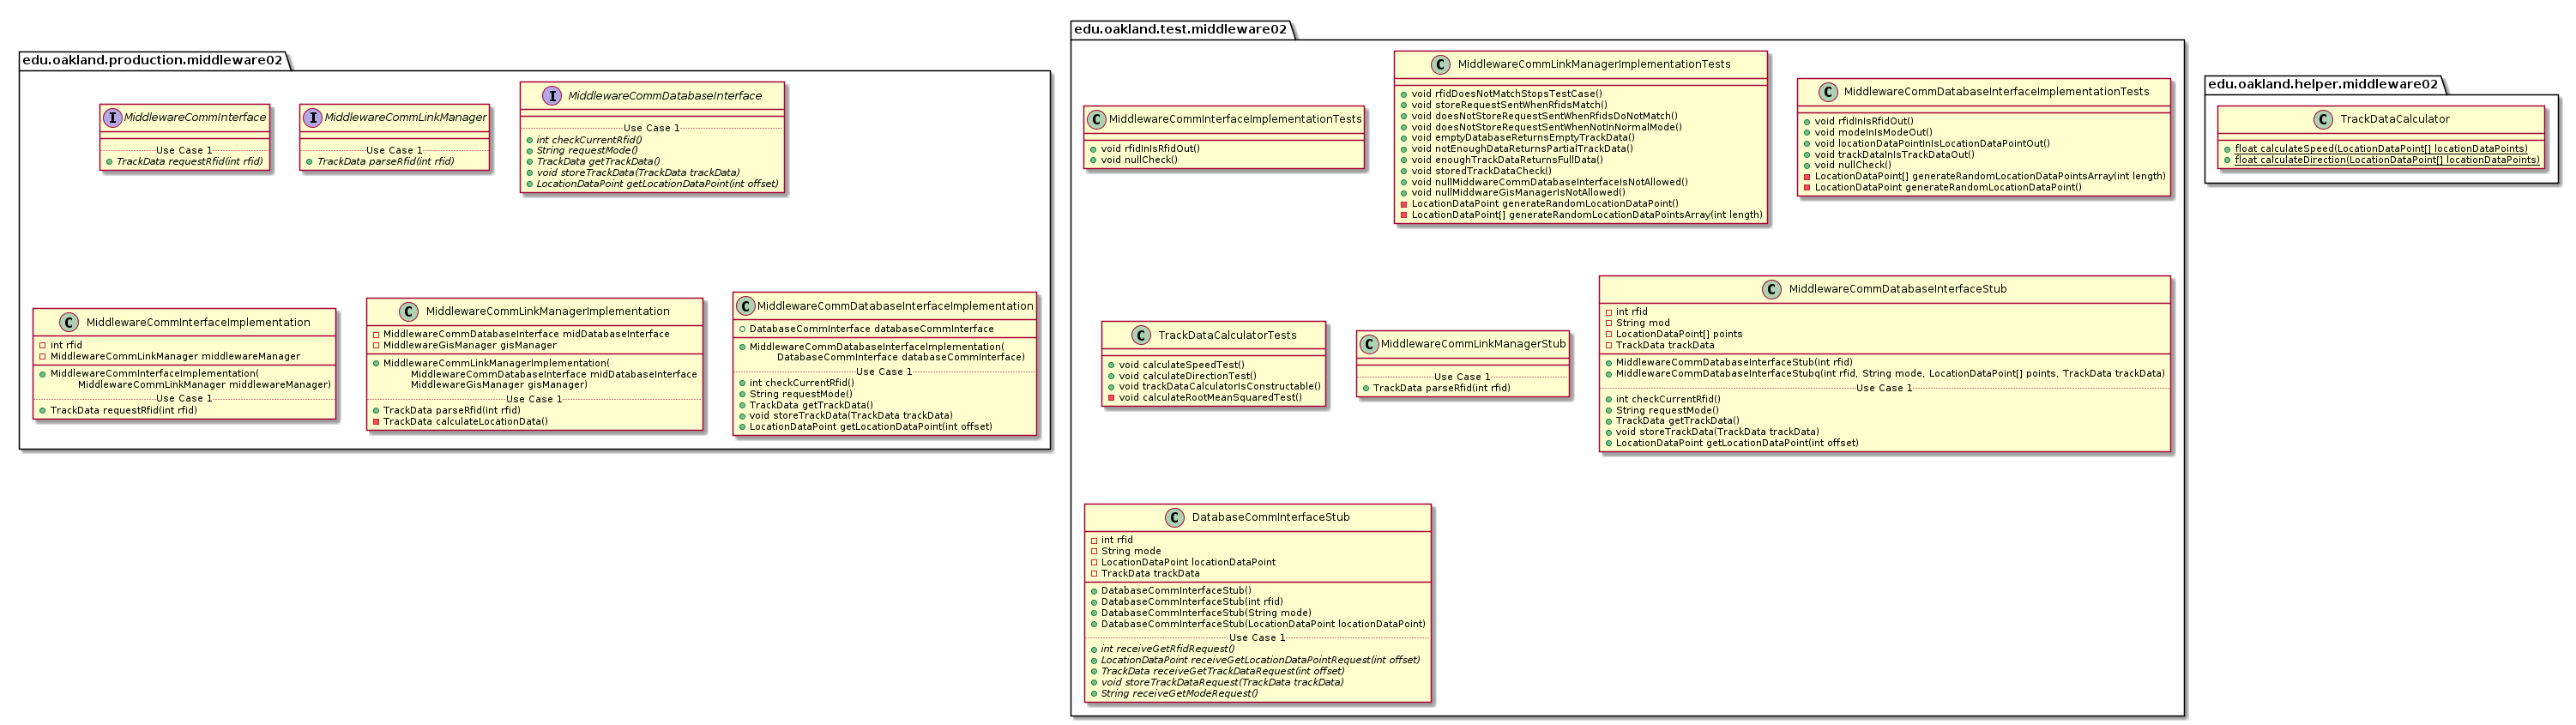 edu.oakland.production.middleware02
MiddlewareCommInterface
Use Case 1
TrackData requestRfid(int rfid)
MiddlewareCommLinkManager
Use Case 1
TrackData parseRfid(int rfid)
MiddlewareCommDatabaseInterface
Use Case 1
int checkCurrentRfid()
String requestMode()
TrackData getTrackData()
void storeTrackData(TrackData trackData)
LocationDataPoint getLocationDataPoint(int offset)
MiddlewareCommInterfaceImplementation
int rfid
MiddlewareCommLinkManager middlewareManager
MiddlewareCommInterfaceImplementation(
MiddlewareCommLinkManager middlewareManager)
Use Case 1
TrackData requestRfid(int rfid)
MiddlewareCommLinkManagerImplementation
MiddlewareCommDatabaseInterface midDatabaseInterface
MiddlewareGisManager gisManager
MiddlewareCommLinkManagerImplementation(
MiddlewareCommDatabaseInterface midDatabaseInterface
MiddlewareGisManager gisManager)
Use Case 1
TrackData parseRfid(int rfid)
TrackData calculateLocationData()
MiddlewareCommDatabaseInterfaceImplementation
DatabaseCommInterface databaseCommInterface
MiddlewareCommDatabaseInterfaceImplementation(
DatabaseCommInterface databaseCommInterface)
Use Case 1
int checkCurrentRfid()
String requestMode()
TrackData getTrackData()
void storeTrackData(TrackData trackData)
LocationDataPoint getLocationDataPoint(int offset)
edu.oakland.test.middleware02
MiddlewareCommInterfaceImplementationTests
void rfidInIsRfidOut()
void nullCheck()
MiddlewareCommLinkManagerImplementationTests
void rfidDoesNotMatchStopsTestCase()
void storeRequestSentWhenRfidsMatch()
void doesNotStoreRequestSentWhenRfidsDoNotMatch()
void doesNotStoreRequestSentWhenNotInNormalMode()
void emptyDatabaseReturnsEmptyTrackData()
void notEnoughDataReturnsPartialTrackData()
void enoughTrackDataReturnsFullData()
void storedTrackDataCheck()
void nullMiddwareCommDatabaseInterfaceIsNotAllowed()
void nullMiddwareGisManagerIsNotAllowed()
LocationDataPoint generateRandomLocationDataPoint()
LocationDataPoint[] generateRandomLocationDataPointsArray(int length)
MiddlewareCommDatabaseInterfaceImplementationTests
void rfidInIsRfidOut()
void modeInIsModeOut()
void locationDataPointInIsLocationDataPointOut()
void trackDataInIsTrackDataOut()
void nullCheck()
LocationDataPoint[] generateRandomLocationDataPointsArray(int length)
LocationDataPoint generateRandomLocationDataPoint()
TrackDataCalculatorTests
void calculateSpeedTest()
void calculateDirectionTest()
void trackDataCalculatorIsConstructable()
void calculateRootMeanSquaredTest()
MiddlewareCommLinkManagerStub
Use Case 1
TrackData parseRfid(int rfid)
MiddlewareCommDatabaseInterfaceStub
int rfid
String mod
LocationDataPoint[] points
TrackData trackData
MiddlewareCommDatabaseInterfaceStub(int rfid)
MiddlewareCommDatabaseInterfaceStubq(int rfid, String mode, LocationDataPoint[] points, TrackData trackData)
Use Case 1
int checkCurrentRfid()
String requestMode()
TrackData getTrackData()
void storeTrackData(TrackData trackData)
LocationDataPoint getLocationDataPoint(int offset)
DatabaseCommInterfaceStub
int rfid
String mode
LocationDataPoint locationDataPoint
TrackData trackData
DatabaseCommInterfaceStub()
DatabaseCommInterfaceStub(int rfid)
DatabaseCommInterfaceStub(String mode)
DatabaseCommInterfaceStub(LocationDataPoint locationDataPoint)
Use Case 1
int receiveGetRfidRequest()
LocationDataPoint receiveGetLocationDataPointRequest(int offset)
TrackData receiveGetTrackDataRequest(int offset)
void storeTrackDataRequest(TrackData trackData)
String receiveGetModeRequest()
edu.oakland.helper.middleware02
TrackDataCalculator
float calculateSpeed(LocationDataPoint[] locationDataPoints)
float calculateDirection(LocationDataPoint[] locationDataPoints)